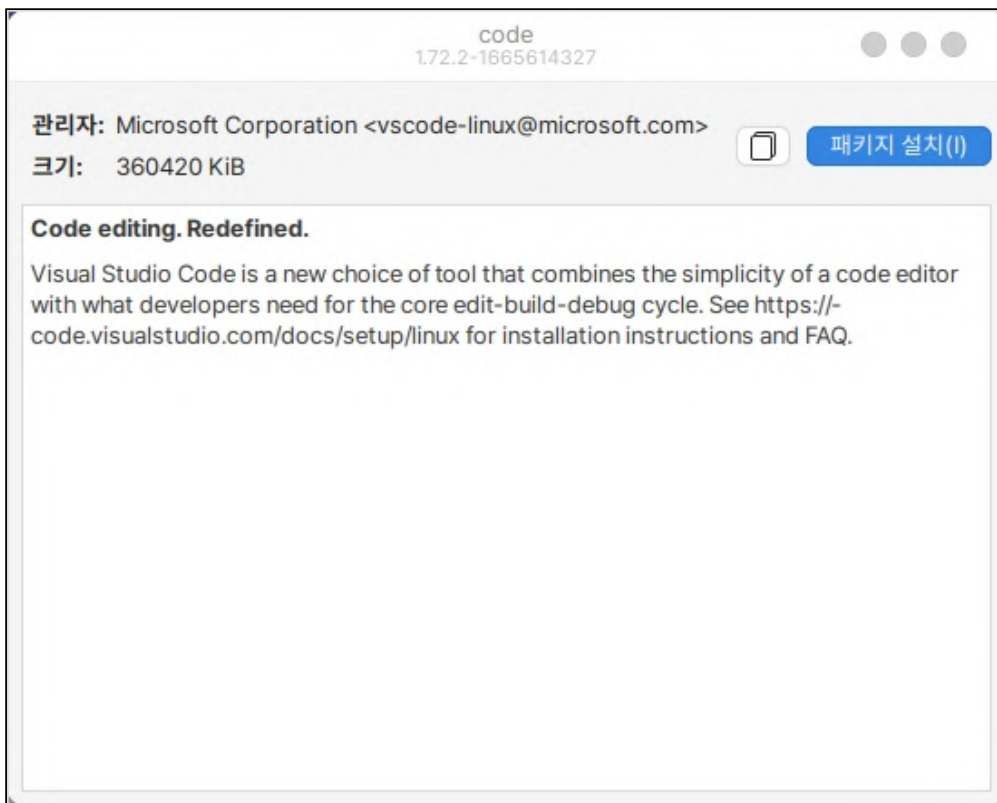 code
1.72.2-1665614327
관리자: Microsoft Corporation <vscode-linux@microsoft.com>
패키지 설치(I)
크기: 360420 KiB
Code editing. Redefined.
Visual Studio Code is a new choice of tool that combines the simplicity of a code editor
with what developers need for the core edit-build-debug cycle. See https://-
code.visualstudio.com/docs/setup/linux for installation instructions and FAQ.